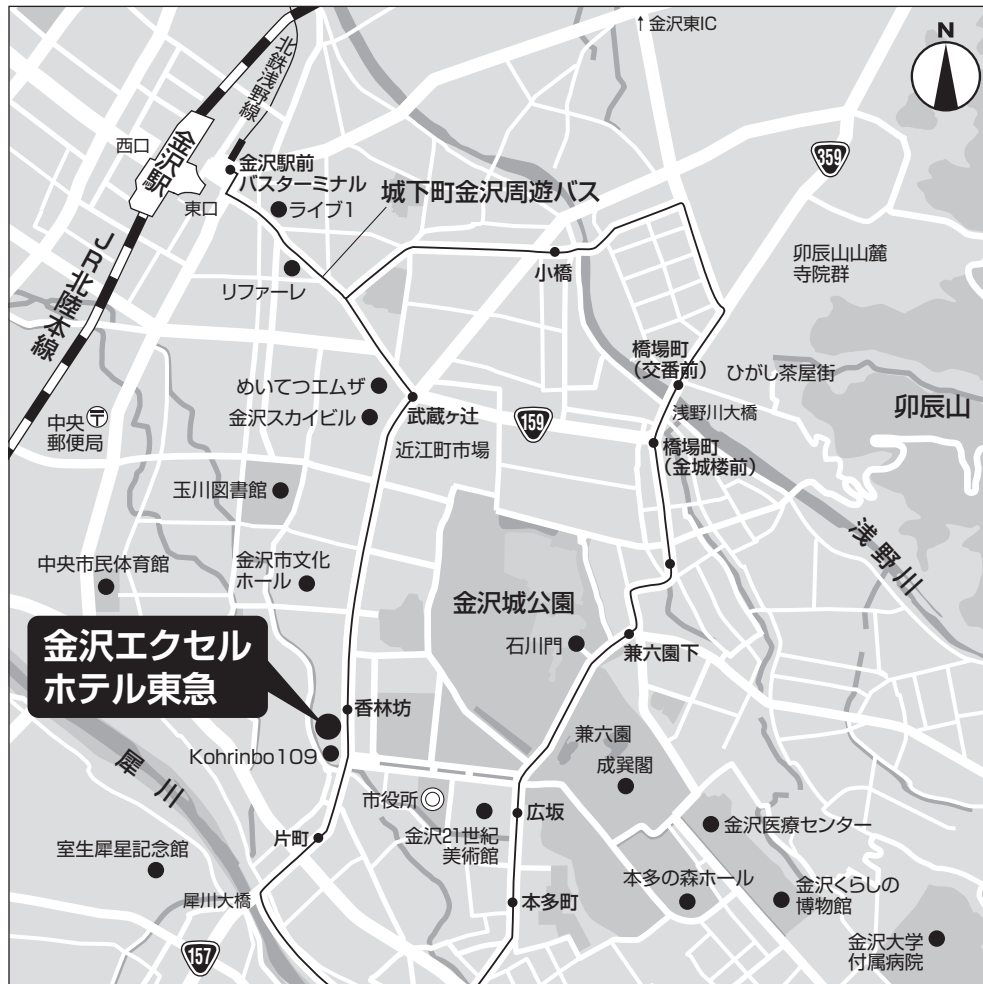 ↑金沢東IC
N
北鉄浅野線
西口
金沢駅
東口
金沢駅前
バスターミナル
ライブ1
城下町金沢周遊バス
359
JR北陸本線
リファーレ
小橋
卯辰山山麓
寺院群
橋場町
(交番前)
ひがし茶屋街
めいてつエムザ
武蔵ヶ辻
159
浅野川大橋
卯辰山
金沢スカイビル
中央
郵便局
近江町市場
橋場町
(金城楼前)
玉川図書館
浅野川
中央市民体育館
金沢市文化
ホール
金沢城公園
石川門
兼六園下
金沢エクセル
ホテル東急
香林坊
兼六園
成巽閣
Kohrinbo109
犀川
市役所
広坂
金沢21世紀
美術館
金沢医療センター
片町
室生犀星記念館
本多の森ホール
金沢くらしの
博物館
犀川大橋
本多町
157
金沢大学
付属病院